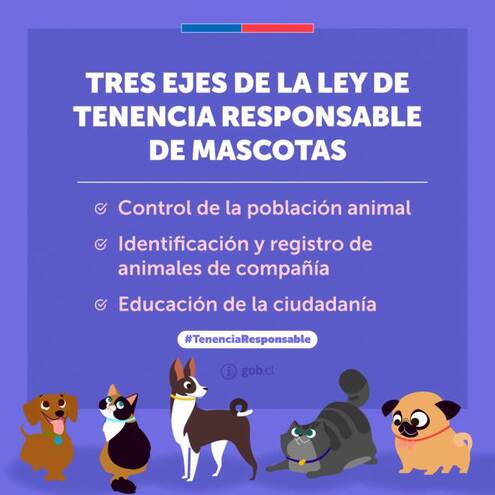 TRES EJES DE LA LEY DE
TENENCIA RESPONSABLE
DE MASCOTAS
Control de la población animal
Identificación y registro de
animales de compañía
Educación de la ciudadanía
#TenenciaResponsable
i gob.cl